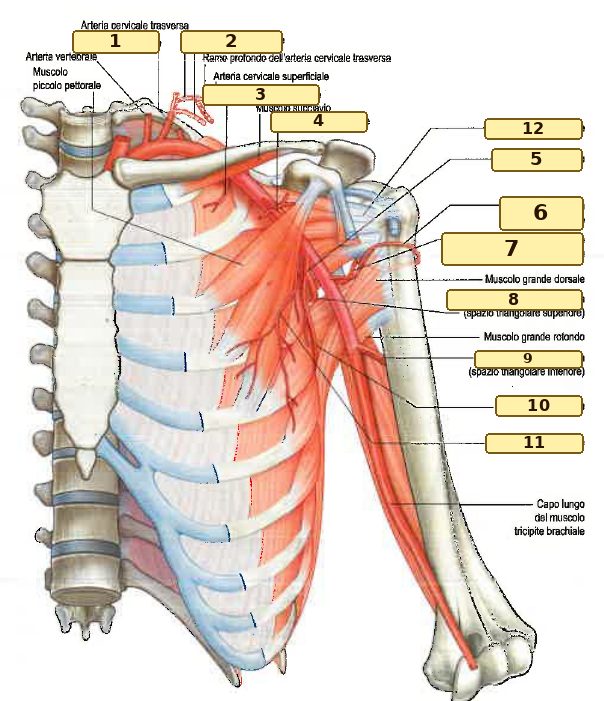 Arteria cervicale trasversa
1
2
Arteria vertebrale
Ramo profondo dell'arteria cervicale trasversa
Muscolo
piccolo pettorale
Arteria cervicale superficiale
3
Muscolo succlavio
4
12
5
6
7
Muscolo grande dorsale
8
(spazio triangolare superiore)
Muscolo grande rotondo
9
(spazio triangolare inferiore)
10
11
Capo lungo
del muscolo
tricipite brachiale